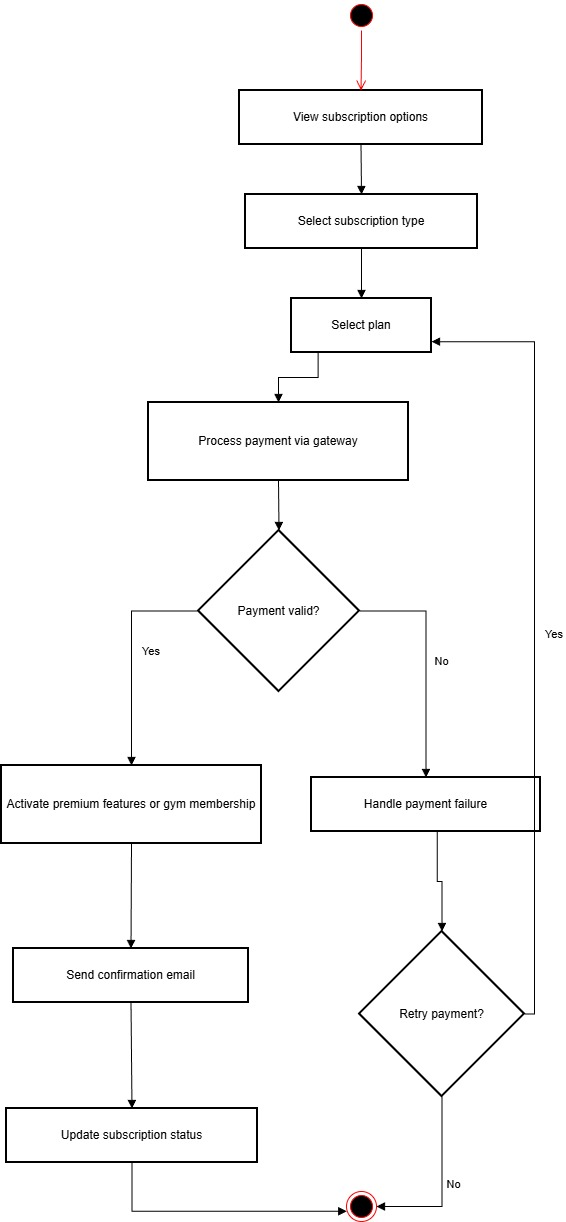 View subscription options
Select subscription type
Select plan
Process payment via gateway
Payment valid?
Yes
Yes
No
Activate premium features or gym membership
Handle payment failure
Send confirmation email
Retry payment?
Update subscription status
No